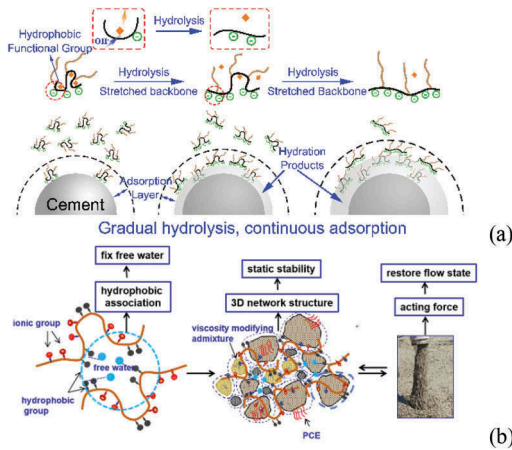 (a)
Hydrolysis
Hydrophobic
Functional Group
OH
Hydrolysis
Stretched Backbone
Hydrolysis
Stretched Backbone
Hydration
Products
Adsorption
Layer
Cement
Gradual hydrolysis, continuous adsorption
(b)
fix free water
hydrophobic
association
ionic group
free water
hydrophobic
group
static stability
3D network structure
viscosity modifying
admixture
PCE
restore flow state
acting force